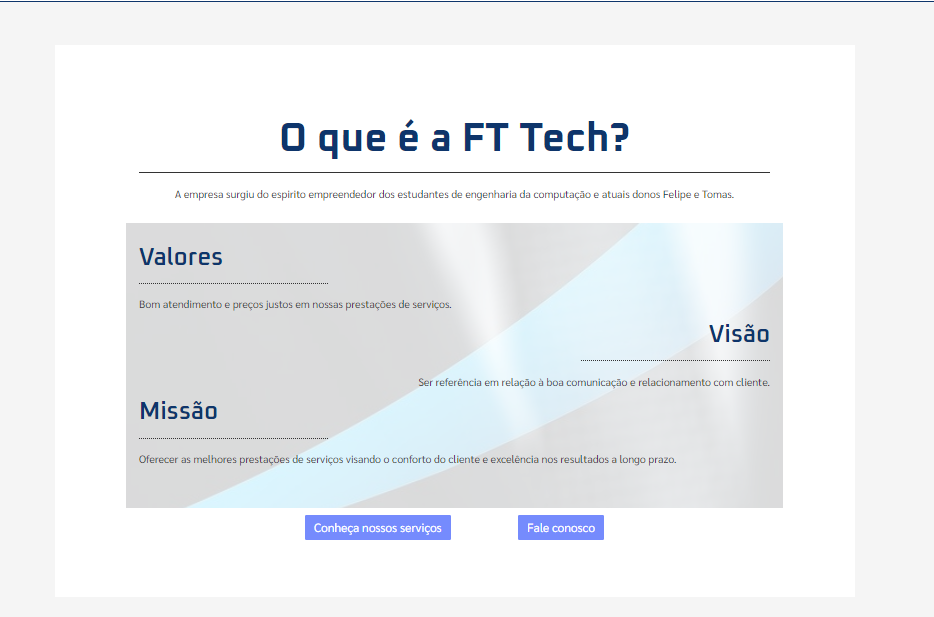 O que é a FT Tech?
A empresa surgiu do espirito empreendedor dos estudantes de engenharia da computação e atuais donos Felipe e Tomas.
Valores
Bom atendimento e preços justos em nossas prestações de serviços.
Visão
Ser referência em relação à boa comunicação e relacionamento com cliente.
Missão
Oferecer as melhores prestações de serviços visando o conforto do cliente e excelência nos resultados a longo prazo.
Conheça nossos serviços
Fale conosco